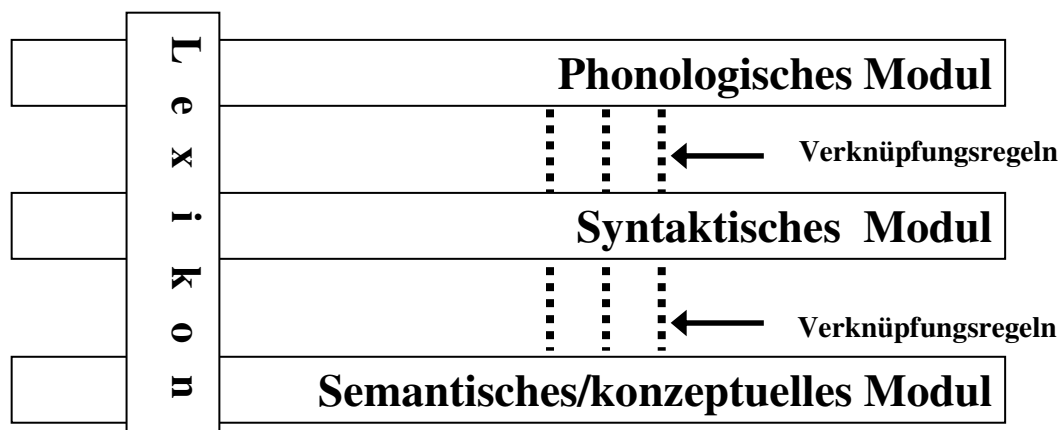 Lexikon
Phonologisches Modul
Verknüpfungsregeln
Syntaktisches Modul
Verknüpfungsregeln
Semantisches/konzeptuelles Modul